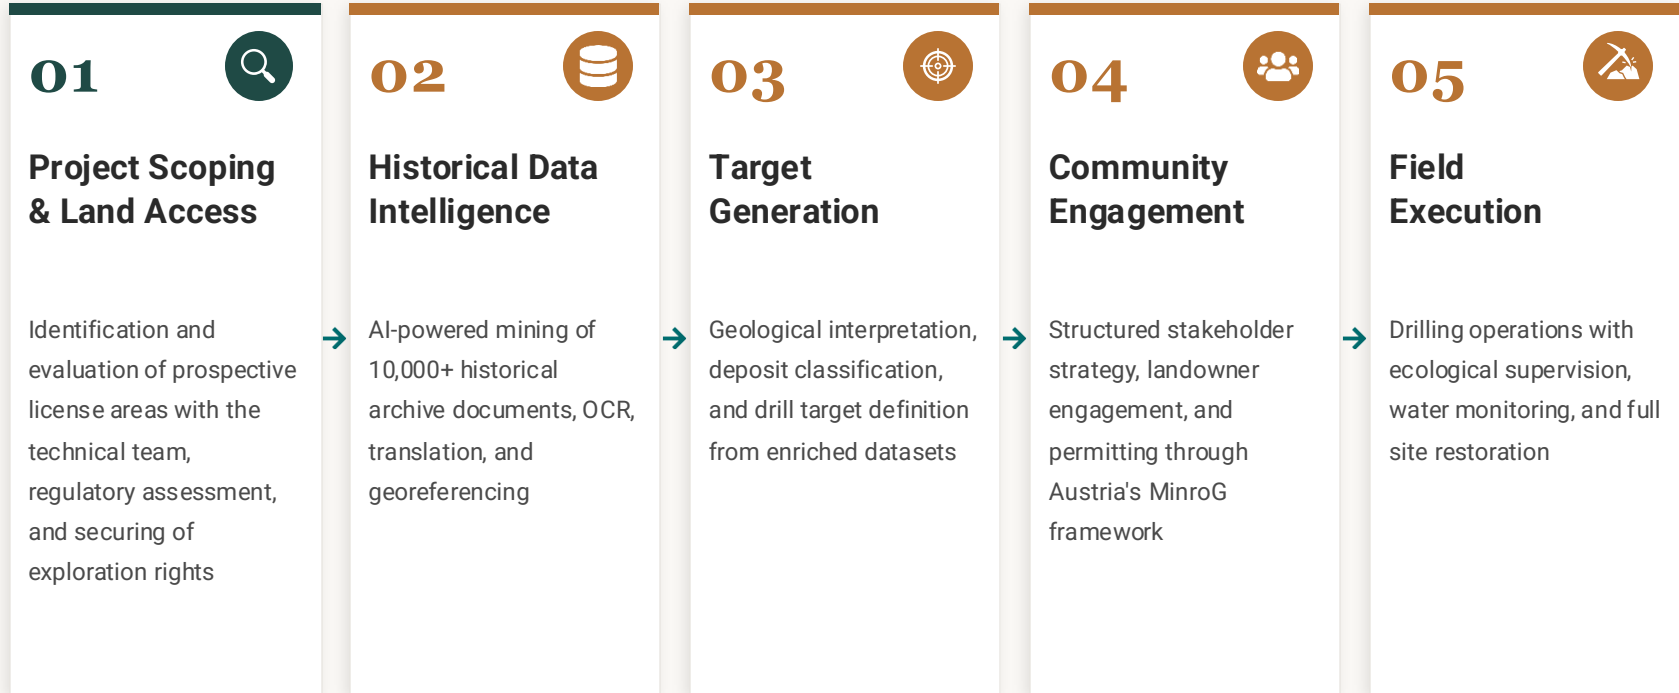 01
Project Scoping
& Land Access
Identification and
evaluation of prospective
license areas with the
technical team,
regulatory assessment,
and securing of
exploration rights
02
Historical Data
Intelligence
AI-powered mining of
10,000+ historical
archive documents, OCR,
translation, and
georeferencing
03
Target
Generation
Geological interpretation,
deposit classification,
and drill target definition
from enriched datasets
04
Community
Engagement
Structured stakeholder
strategy, landowner
engagement, and
permitting through
Austria's MinroG
framework
05
Field
Execution
Drilling operations with
ecological supervision,
water monitoring, and full
site restoration